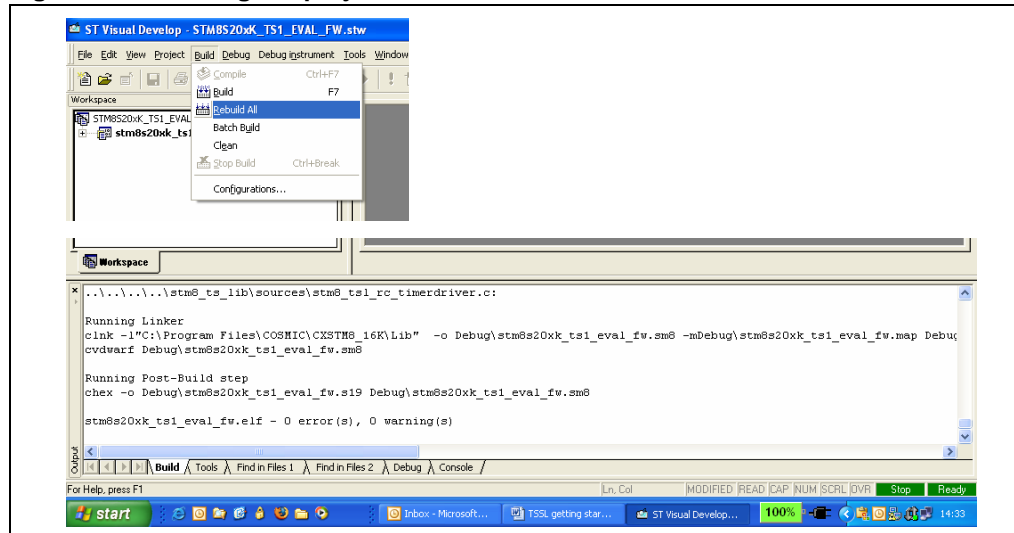 ST Visual Develop - STM8S20xK_TS1_EVAL_FW.stw
File Edit View Project Build Debug Debug instrument Tools Window
Compile Ctrl+F7
Build F7
Workspace
Rebuild All
STM8S20xK_TS1_EVAL
stm8s20xk_ts1
Batch Build
Clean
Stop Build Ctrl+Break
Configurations...
Workspace
..\..\..\..\stm8_ts_lib\sources\stm8_tsl_rc_timerdriver.c:
Running Linker
clnk -l"C:\Program Files\COSMIC\CXSTM8_16K\Lib" -o Debug\stm8s20xk_ts1_eval_fw.sm8 -mDebug\stm8s20xk_ts1_eval_fw.map Debug
cvdwarf Debug\stm8s20xk_ts1_eval_fw.sm8
Running Post-Build step
chex -o Debug\stm8s20xk_ts1_eval_fw.s19 Debug\stm8s20xk_ts1_eval_fw.sm8
stm8s20xk_ts1_eval_fw.elf - 0 error(s), 0 warning(s)
Output
Build Tools Find in Files 1 Find in Files 2 Debug Console
For Help, press F1 Ln, Col MODIFIED READ CAP NUM SCRL OVR Stop Ready
start Inbox - Microsoft... TSSL getting star... ST Visual Develop... 100% 14:33